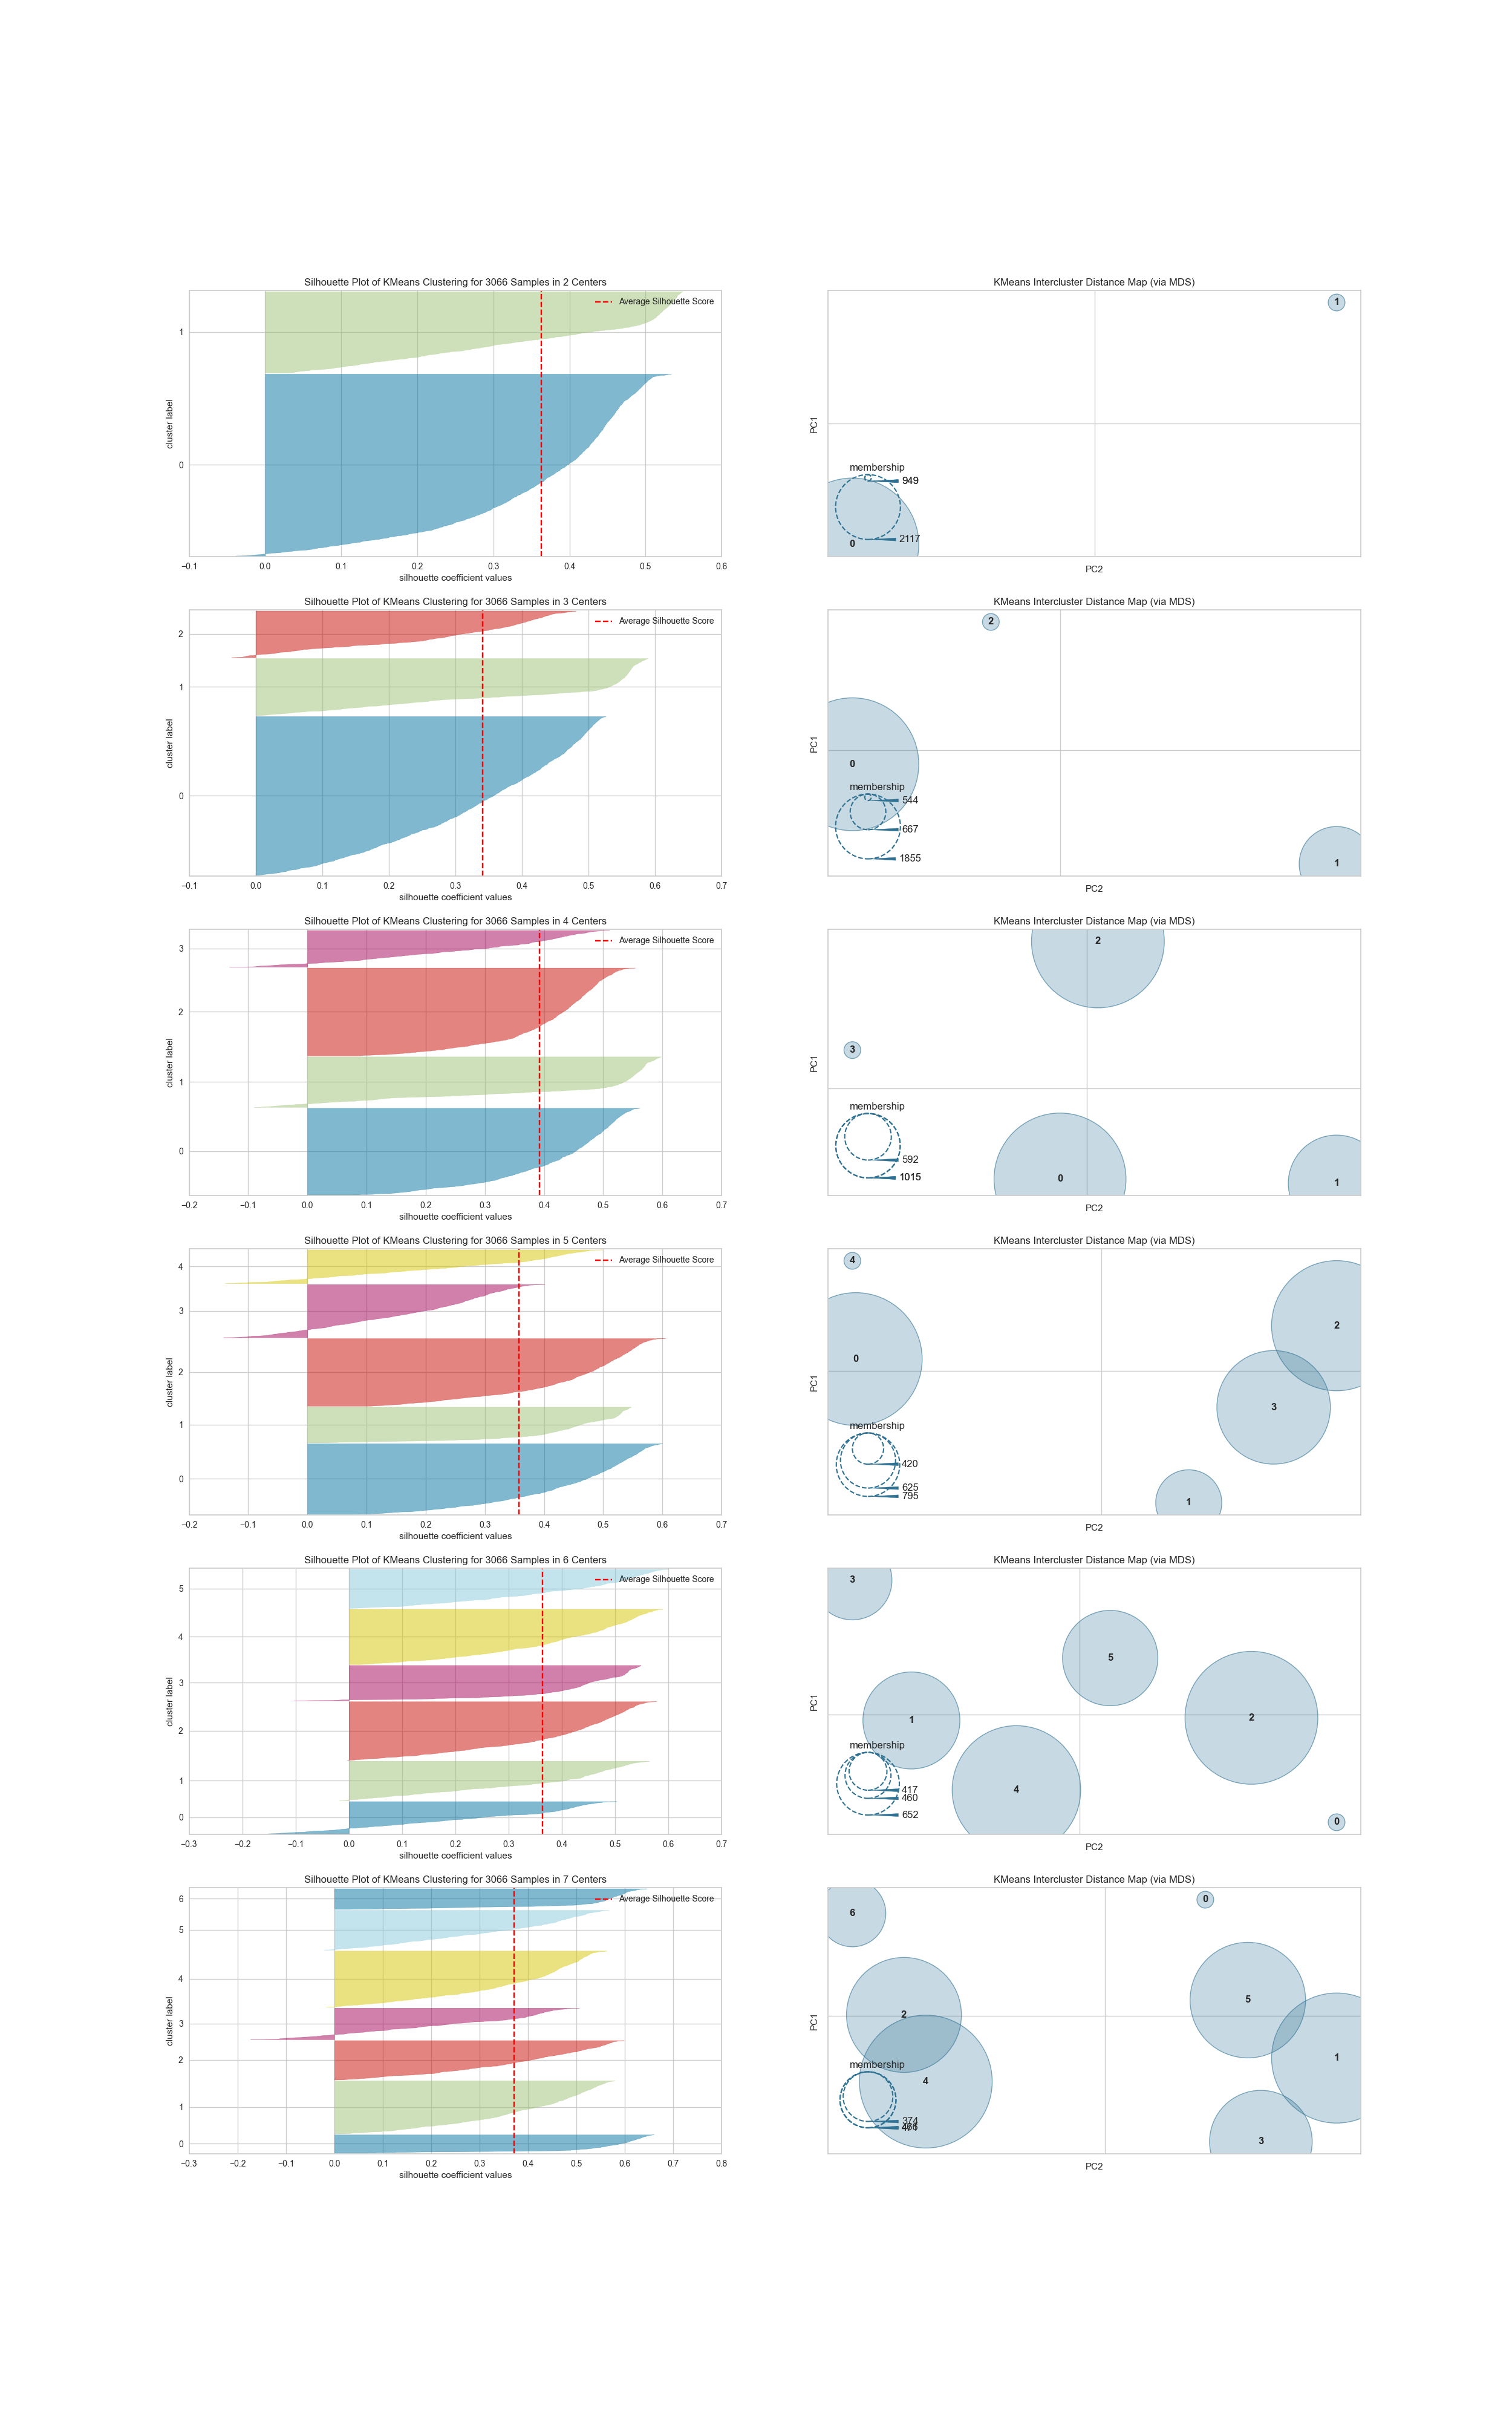 Silhouette Plot of KMeans Clustering for 3066 Samples in 2 Centers
Average Silhouette Score
1
0
cluster label
−0.1 0.0 0.1 0.2 0.3 0.4 0.5 0.6
silhouette coefficient values
KMeans Intercluster Distance Map (via MDS)
1
PC1
membership
949
0
2117
PC2
Silhouette Plot of KMeans Clustering for 3066 Samples in 3 Centers
Average Silhouette Score
2
1
0
cluster label
−0.1 0.0 0.1 0.2 0.3 0.4 0.5 0.6 0.7
silhouette coefficient values
KMeans Intercluster Distance Map (via MDS)
2
PC1
0
membership
544
667
1855
1
PC2
Silhouette Plot of KMeans Clustering for 3066 Samples in 4 Centers
Average Silhouette Score
3
2
1
0
cluster label
−0.2 −0.1 0.0 0.1 0.2 0.3 0.4 0.5 0.6 0.7
silhouette coefficient values
KMeans Intercluster Distance Map (via MDS)
2
3
PC1
membership
592
1015
0
1
PC2
Silhouette Plot of KMeans Clustering for 3066 Samples in 5 Centers
Average Silhouette Score
4
3
2
1
0
cluster label
−0.2 −0.1 0.0 0.1 0.2 0.3 0.4 0.5 0.6 0.7
silhouette coefficient values
KMeans Intercluster Distance Map (via MDS)
4
2
0
PC1
3
membership
420
625
795
1
PC2
Silhouette Plot of KMeans Clustering for 3066 Samples in 6 Centers
Average Silhouette Score
5
4
3
2
1
0
cluster label
−0.3 −0.2 −0.1 0.0 0.1 0.2 0.3 0.4 0.5 0.6 0.7
silhouette coefficient values
KMeans Intercluster Distance Map (via MDS)
3
5
PC1
1
2
membership
417
460
652
4
0
PC2
Silhouette Plot of KMeans Clustering for 3066 Samples in 7 Centers
Average Silhouette Score
6
5
4
3
2
1
0
cluster label
−0.3 −0.2 −0.1 0.0 0.1 0.2 0.3 0.4 0.5 0.6 0.7 0.8
silhouette coefficient values
KMeans Intercluster Distance Map (via MDS)
0
6
5
2
PC1
1
membership
4
374
3
PC2